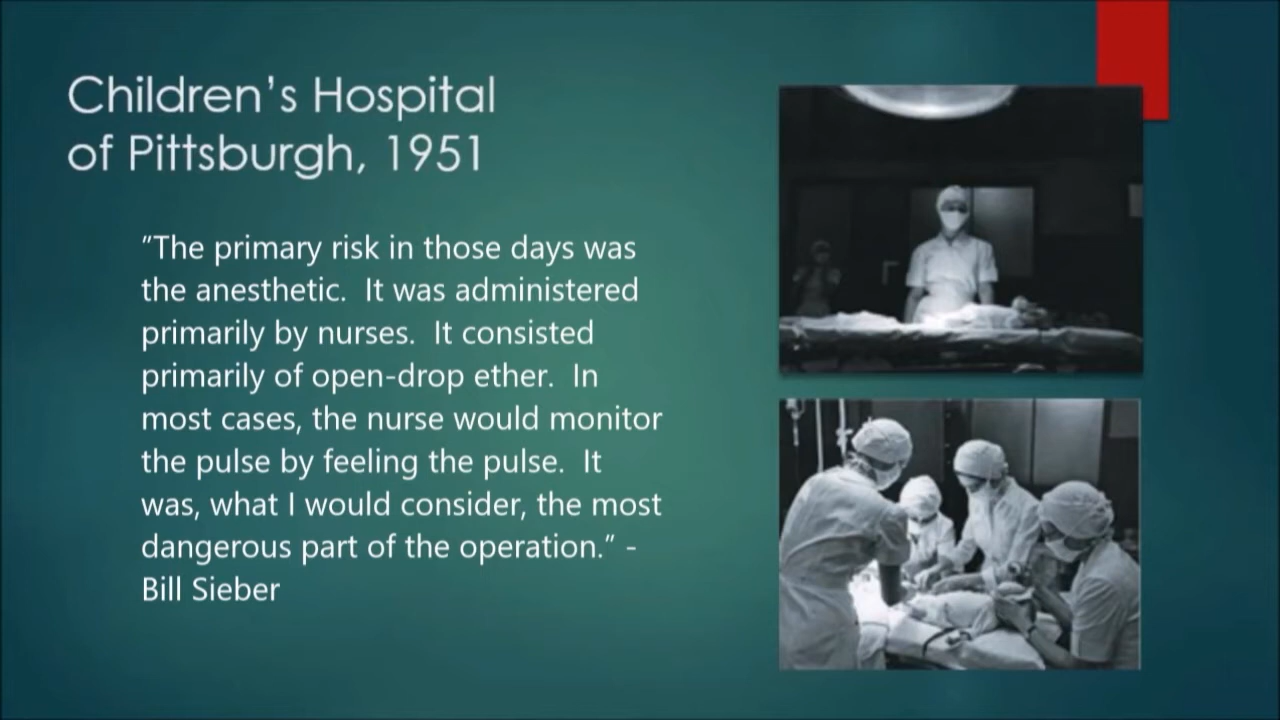 Children’s Hospital
of Pittsburgh, 1951
"The primary risk in those days was
the anesthetic.  It was administered
primarily by nurses.  It consisted
primarily of open-drop ether.  In
most cases, the nurse would monitor
the pulse by feeling the pulse.  It
was, what I would consider, the most
dangerous part of the operation.” -
Bill Sieber